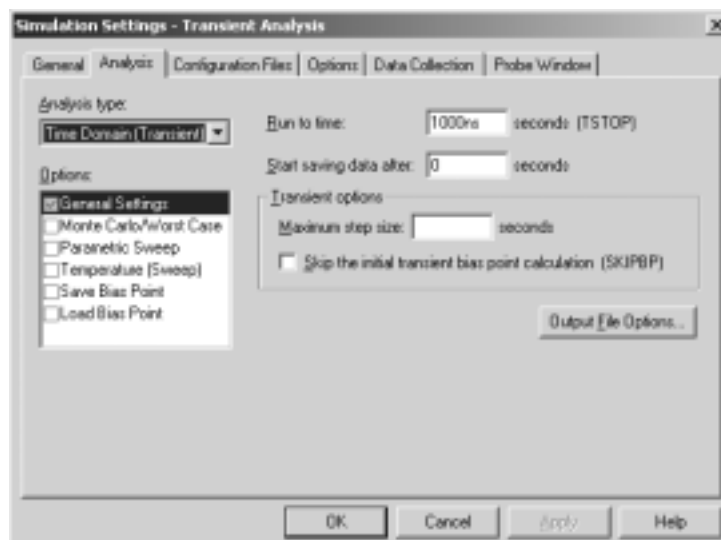 Simulation Settings - Transient Analysis
General Analysis Configuration Files Options Data Collection Probe Window
Analysis type:
Time Domain (Transient)
Run to time: 1000ns seconds (TSTOP)
Start saving data after: 0 seconds
Options:
General Settings
Monte Carlo/Worst Case
Parametric Sweep
Temperature (Sweep)
Save Bias Point
Load Bias Point
Transient options
Maximum step size: seconds
Skip the initial transient bias point calculation (SKIPBP)
Output File Options...
OK Cancel Apply Help